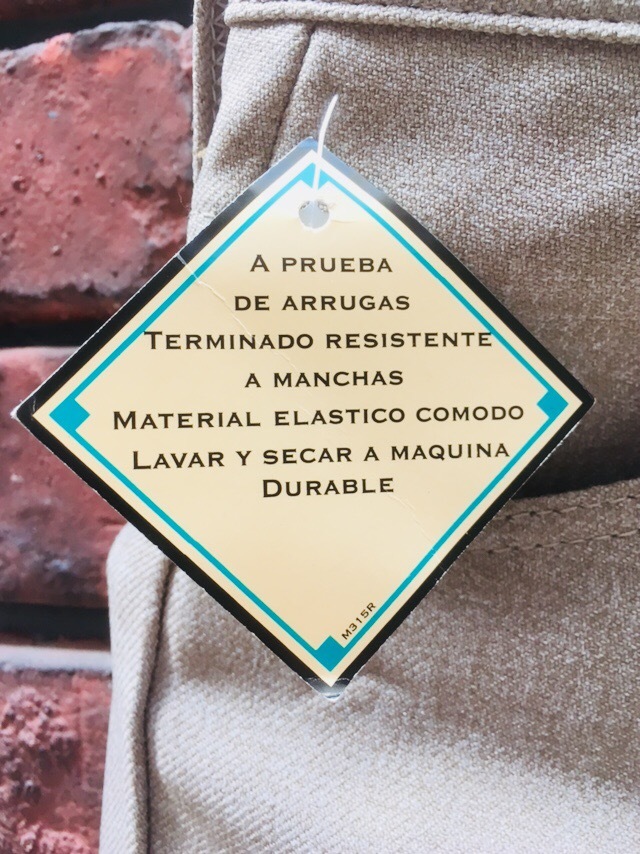 A PRUEBA
DE ARRUGAS
TERMINADO RESISTENTE
A MANCHAS
MATERIAL ELASTICO COMODO
LAVAR Y SECAR A MAQUINA
DURABLE
M315R